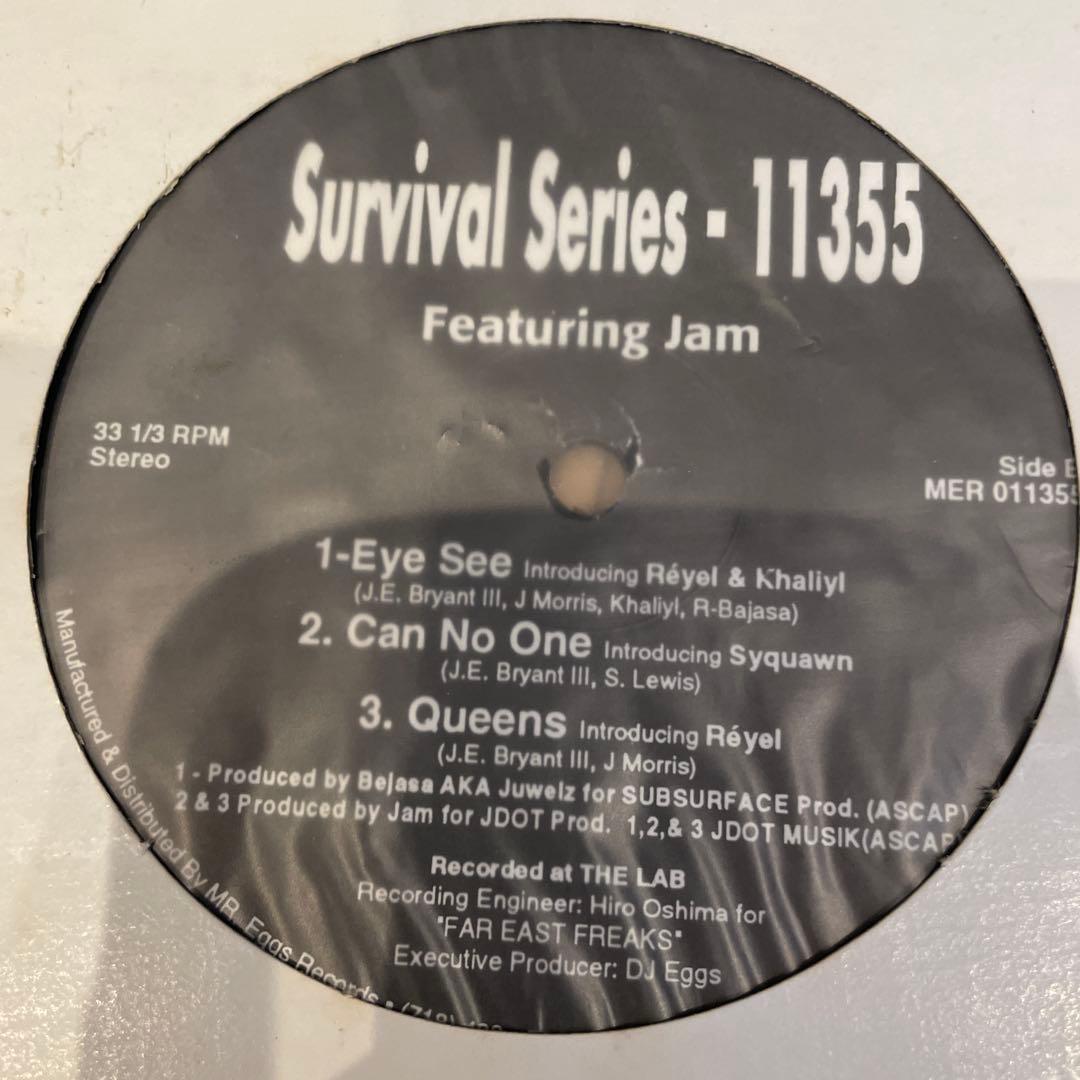 Survival Series - 11355
Featuring Jam
33 1/3 RPM
Stereo
Side
MER 011355
1-Eye See Introducing Réyel & Khaliyl
(J.E. Bryant III, J Morris, Khaliyl, R-Bajasa)
2. Can No One Introducing Syquawn
(J.E. Bryant III, S. Lewis)
3. Queens Introducing Réyel
(J.E. Bryant III, J Morris)
1 - Produced by Bejasa AKA Juwelz for SUBSURFACE Prod. (ASCAP)
2 & 3 Produced by Jam for JDOT Prod. 1,2,& 3 JDOT MUSIK(ASCAP
Recorded at THE LAB
Recording Engineer: Hiro Oshima for
"FAR EAST FREAKS"
Executive Producer: DJ Eggs
Manufactured & Distributed By MR. Eggs Records • (718)